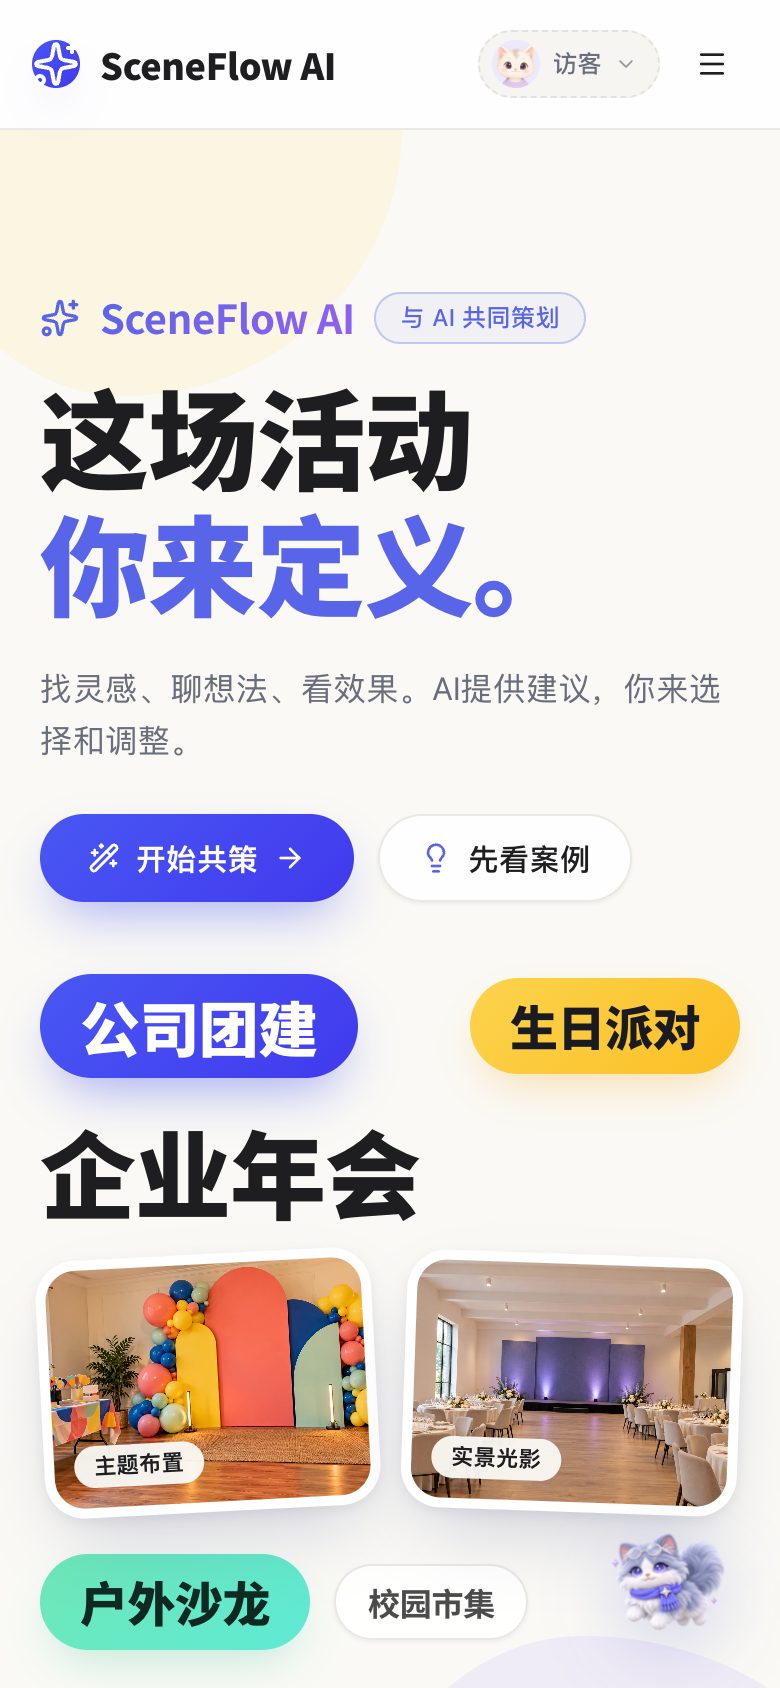 SceneFlow AI
访客
SceneFlow AI
与 AI 共同策划
这场活动
你来定义。
找灵感、聊想法、看效果。AI提供建议，你来选
择和调整。
开始共策
先看案例
公司团建
生日派对
企业年会
主题布置
实景光影
户外沙龙
校园市集